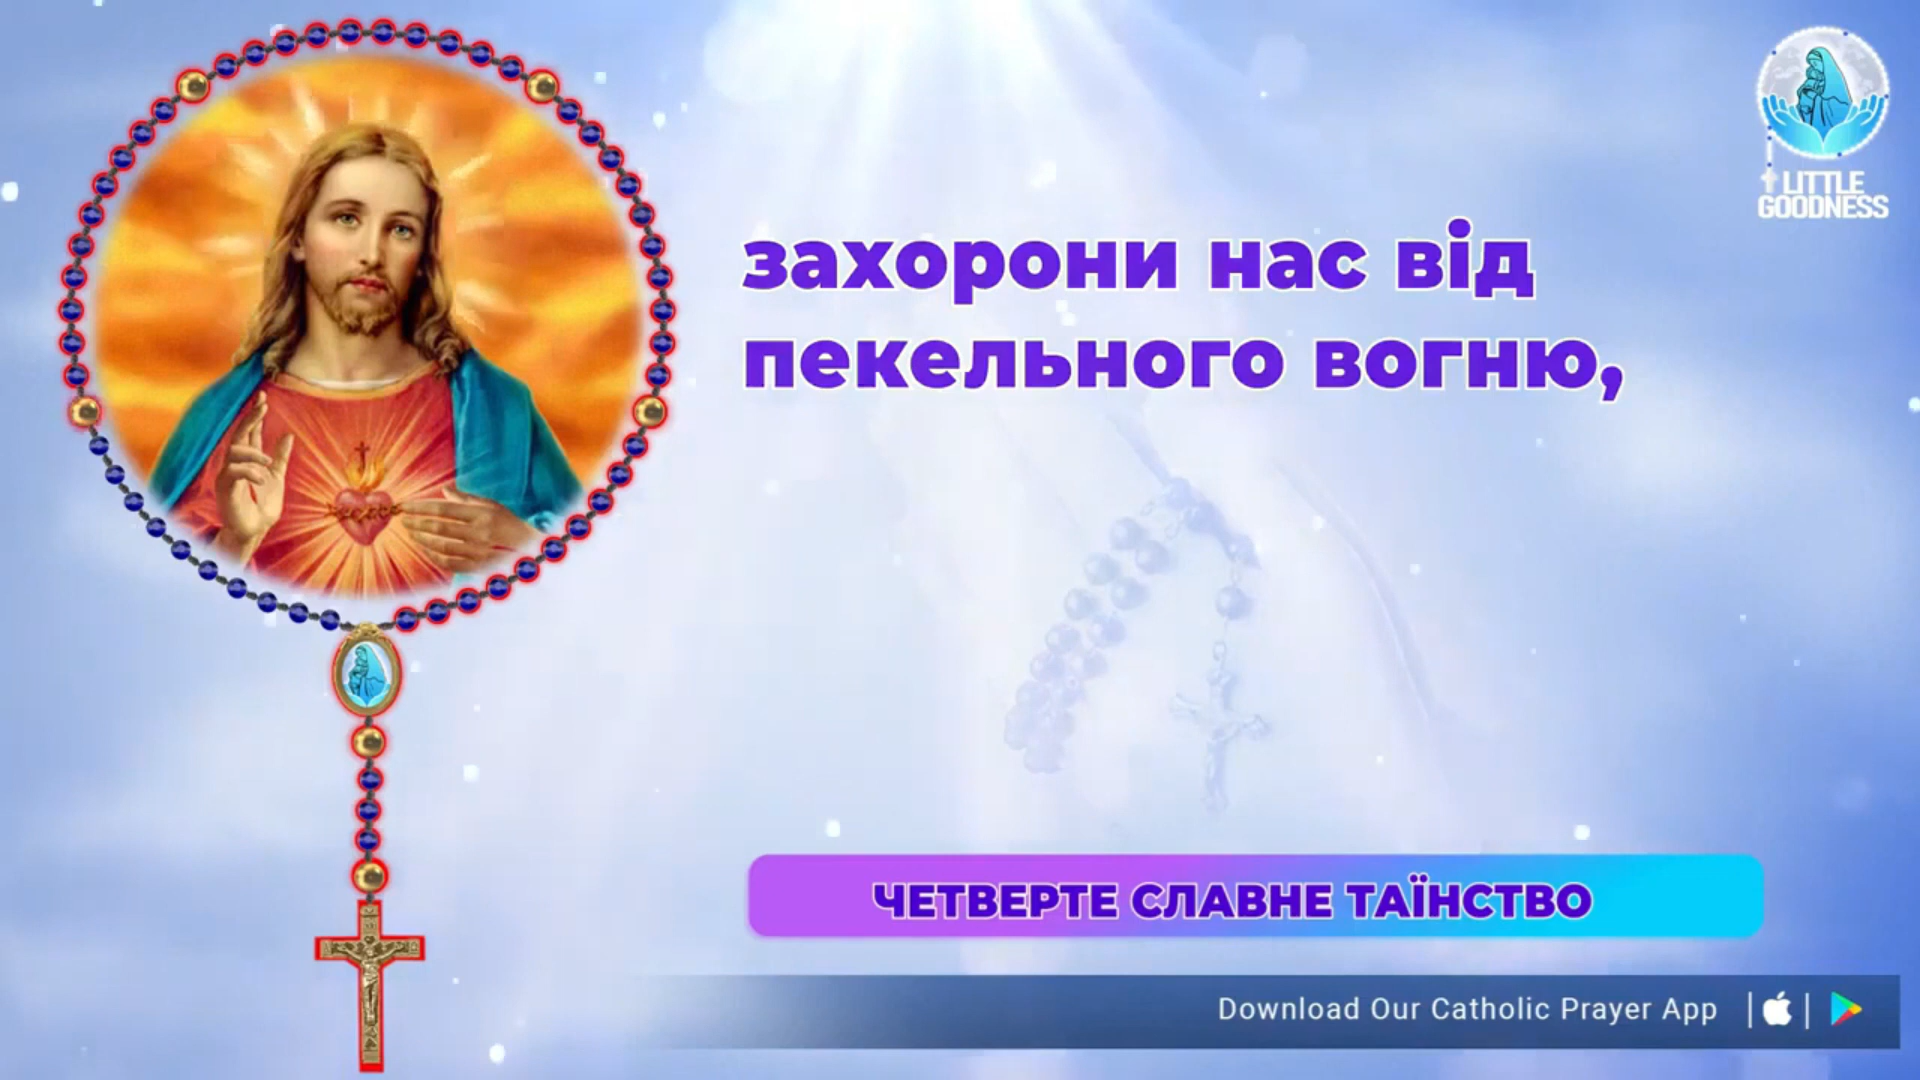 LITTLE
GOODNESS
захорони нас від
пекельного вогню,
ЧЕТВЕРТЕ СЛАВНЕ ТАЇНСТВО
Download Our Catholic Prayer App